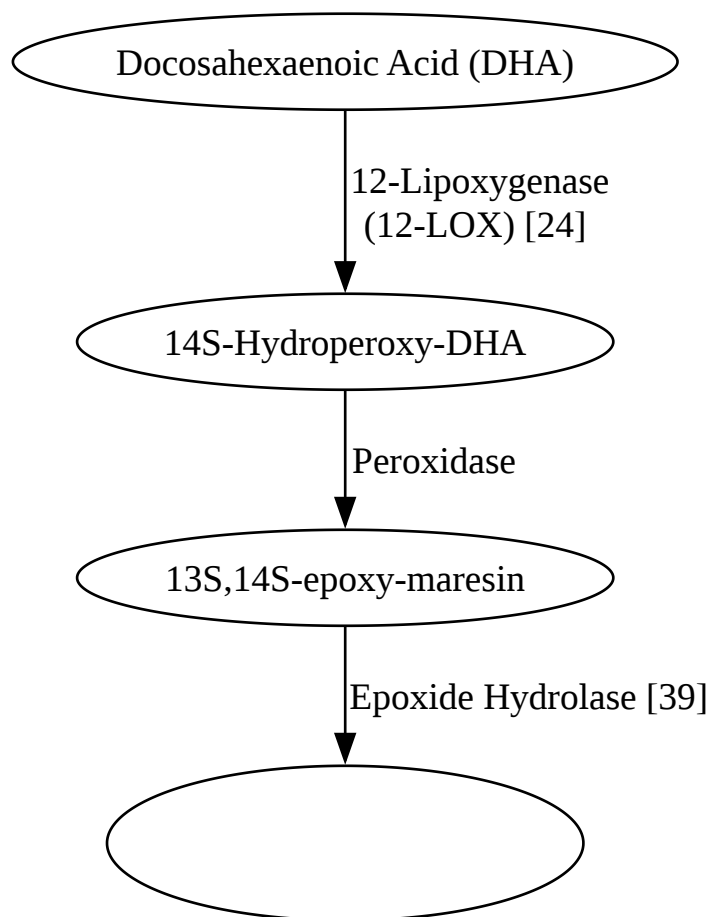 Docosahexaenoic Acid (DHA)
12-Lipoxygenase
(12-LOX) [24]
14S-Hydroperoxy-DHA
Peroxidase
13S,14S-epoxy-maresin
Epoxide Hydrolase [39]